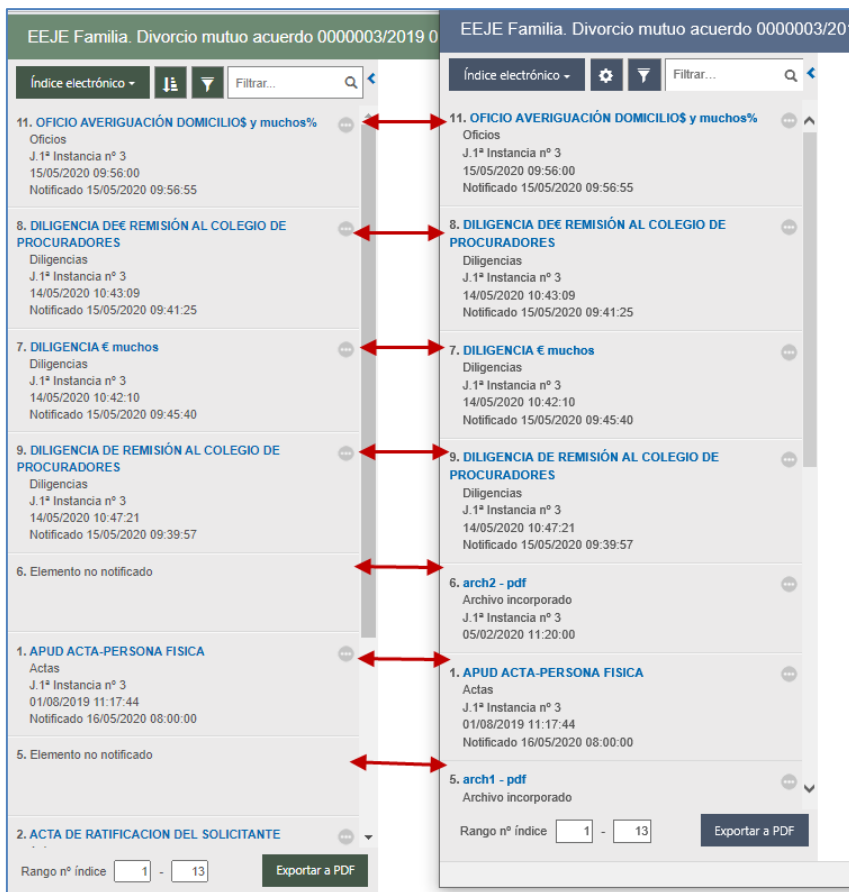 EEJE Familia. Divorcio mutuo acuerdo 0000003/2019 0
Índice electrónico
Filtrar...
11. OFICIO AVERIGUACIÓN DOMICILIO$ y muchos%
Oficios
J.1ª Instancia nº 3
15/05/2020 09:56:00
Notificado 15/05/2020 09:56:55
8. DILIGENCIA DE€ REMISIÓN AL COLEGIO DE
PROCURADORES
Diligencias
J.1ª Instancia nº 3
14/05/2020 10:43:09
Notificado 15/05/2020 09:41:25
7. DILIGENCIA € muchos
Diligencias
J.1ª Instancia nº 3
14/05/2020 10:42:10
Notificado 15/05/2020 09:45:40
9. DILIGENCIA DE REMISIÓN AL COLEGIO DE
PROCURADORES
Diligencias
J.1ª Instancia nº 3
14/05/2020 10:47:21
Notificado 15/05/2020 09:39:57
6. Elemento no notificado
1. APUD ACTA-PERSONA FISICA
Actas
J.1ª Instancia nº 3
01/08/2019 11:17:44
Notificado 16/05/2020 08:00:00
5. Elemento no notificado
2. ACTA DE RATIFICACION DEL SOLICITANTE
Rango nº índice 1 - 13 Exportar a PDF
EEJE Familia. Divorcio mutuo acuerdo 0000003/201
Índice electrónico
Filtrar...
11. OFICIO AVERIGUACIÓN DOMICILIO$ y muchos%
Oficios
J.1ª Instancia nº 3
15/05/2020 09:56:00
Notificado 15/05/2020 09:56:55
8. DILIGENCIA DE€ REMISIÓN AL COLEGIO DE
PROCURADORES
Diligencias
J.1ª Instancia nº 3
14/05/2020 10:43:09
Notificado 15/05/2020 09:41:25
7. DILIGENCIA € muchos
Diligencias
J.1ª Instancia nº 3
14/05/2020 10:42:10
Notificado 15/05/2020 09:45:40
9. DILIGENCIA DE REMISIÓN AL COLEGIO DE
PROCURADORES
Diligencias
J.1ª Instancia nº 3
14/05/2020 10:47:21
Notificado 15/05/2020 09:39:57
6. arch2 - pdf
Archivo incorporado
J.1ª Instancia nº 3
05/02/2020 11:20:00
1. APUD ACTA-PERSONA FISICA
Actas
J.1ª Instancia nº 3
01/08/2019 11:17:44
Notificado 16/05/2020 08:00:00
5. arch1 - pdf
Archivo incorporado
Rango nº índice 1 - 13 Exportar a PDF